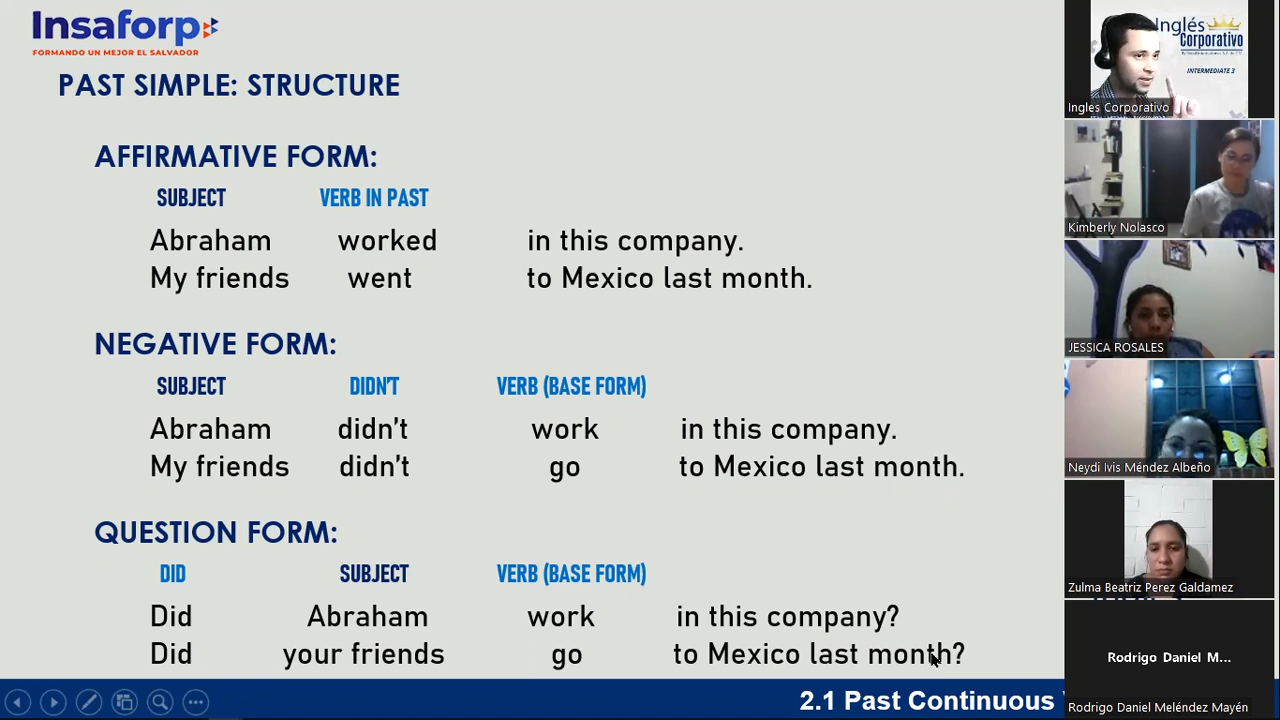 Insaforp
FORMANDO UN MEJOR EL SALVADOR
PAST SIMPLE: STRUCTURE
AFFIRMATIVE FORM:
SUBJECT VERB IN PAST
Abraham worked in this company.
My friends went to Mexico last month.
NEGATIVE FORM:
SUBJECT DIDN'T VERB (BASE FORM)
Abraham didn't work in this company.
My friends didn't go to Mexico last month.
QUESTION FORM:
DID SUBJECT VERB (BASE FORM)
Did Abraham work in this company?
Did your friends go to Mexico last month?
2.1 Past Continuous
Inglés
Corporativo
INTERMEDIATE 3
Ingles Corporativo
Kimberly Nolasco
JESSICA ROSALES
Neydi Ivis Méndez Albeño
Zulma Beatriz Perez Galdamez
Rodrigo Daniel M...
Rodrigo Daniel Meléndez Mayén